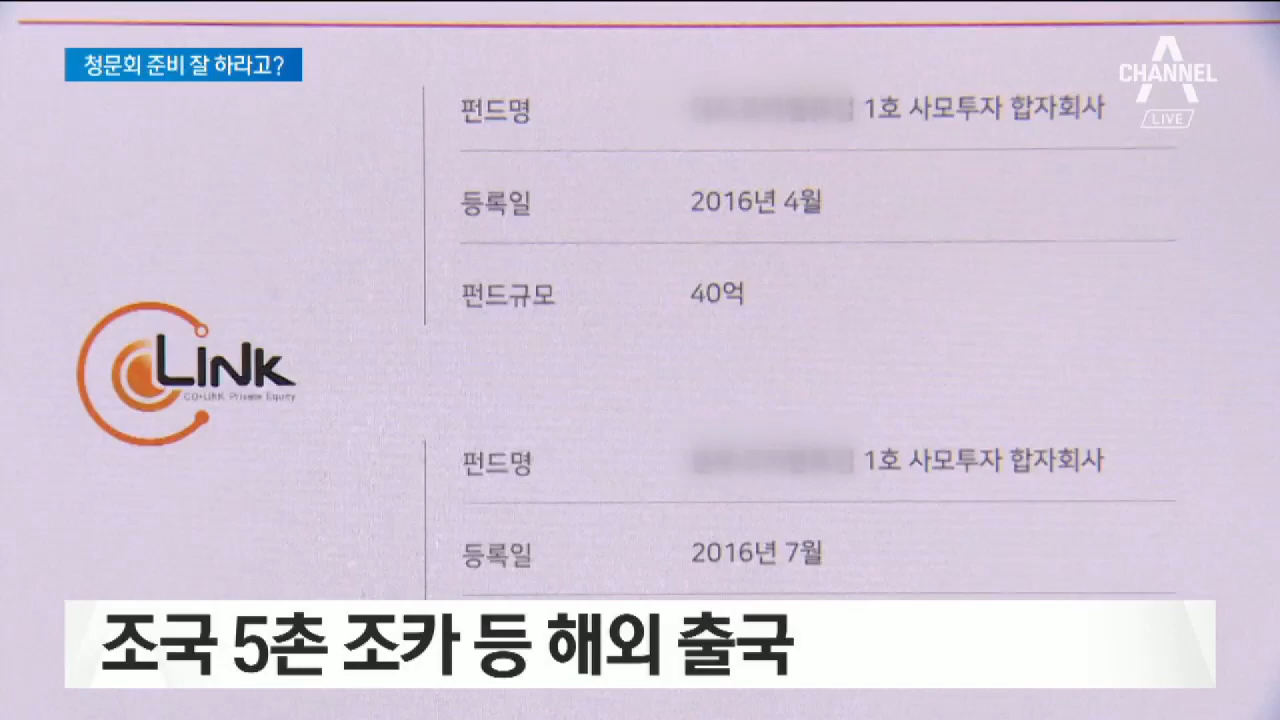 청문회 준비 잘 하라고?
CHANNEL
LIVE
펀드명 1호 사모투자 합자회사
등록일 2016년 4월
펀드규모 40억
LINK
CO-LINK Private Equity
펀드명 1호 사모투자 합자회사
등록일 2016년 7월
조국 5촌 조카 등 해외 출국